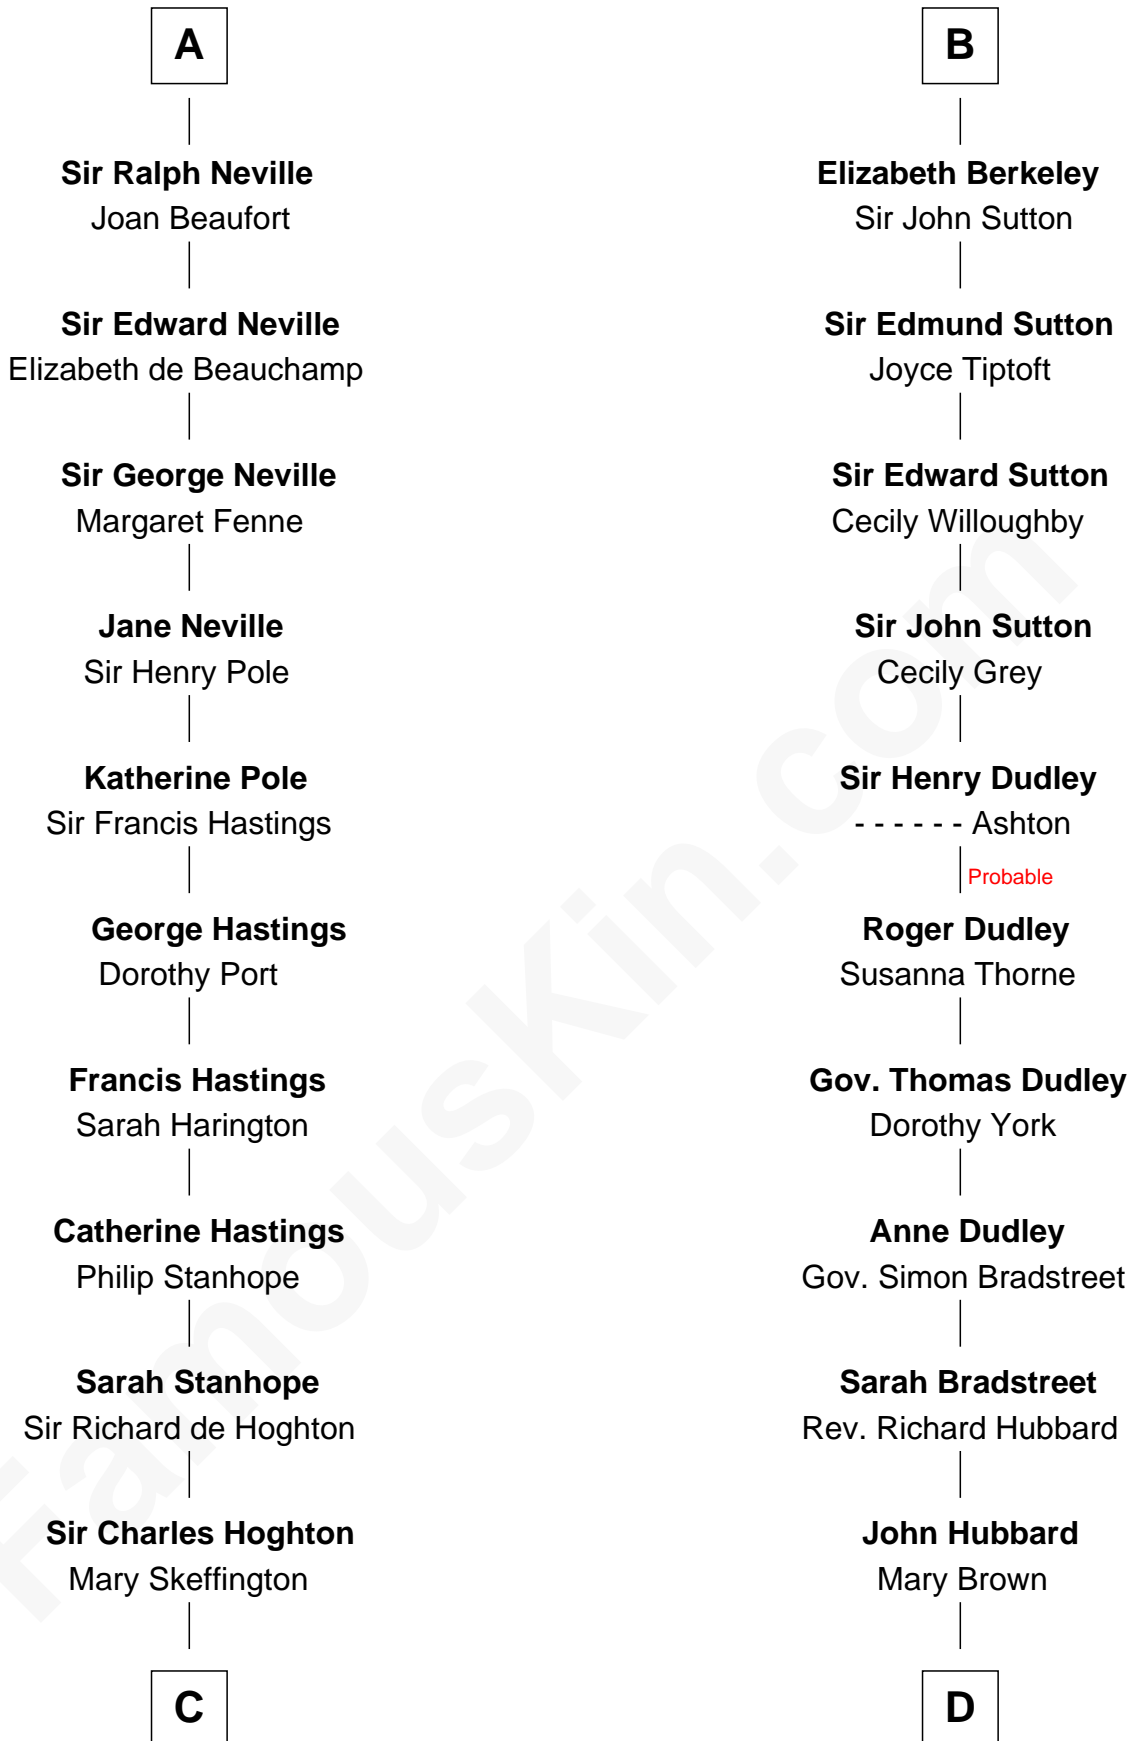 A
Sir Ralph Neville
Joan Beaufort
Sir Edward Neville
Elizabeth de Beauchamp
Sir George Neville
Margaret Fenne
Jane Neville
Sir Henry Pole
Katherine Pole
Sir Francis Hastings
George Hastings
Dorothy Port
Francis Hastings
Sarah Harington
Catherine Hastings
Philip Stanhope
Sarah Stanhope
Sir Richard de Hoghton
Sir Charles Hoghton
Mary Skeffington
C
B
Elizabeth Berkeley
Sir John Sutton
Sir Edmund Sutton
Joyce Tiptoft
Sir Edward Sutton
Cecily Willoughby
Sir John Sutton
Cecily Grey
Sir Henry Dudley
- - - - - - Ashton
Probable
Roger Dudley
Susanna Thorne
Gov. Thomas Dudley
Dorothy York
Anne Dudley
Gov. Simon Bradstreet
Sarah Bradstreet
Rev. Richard Hubbard
John Hubbard
Mary Brown
D
FamousKin.com